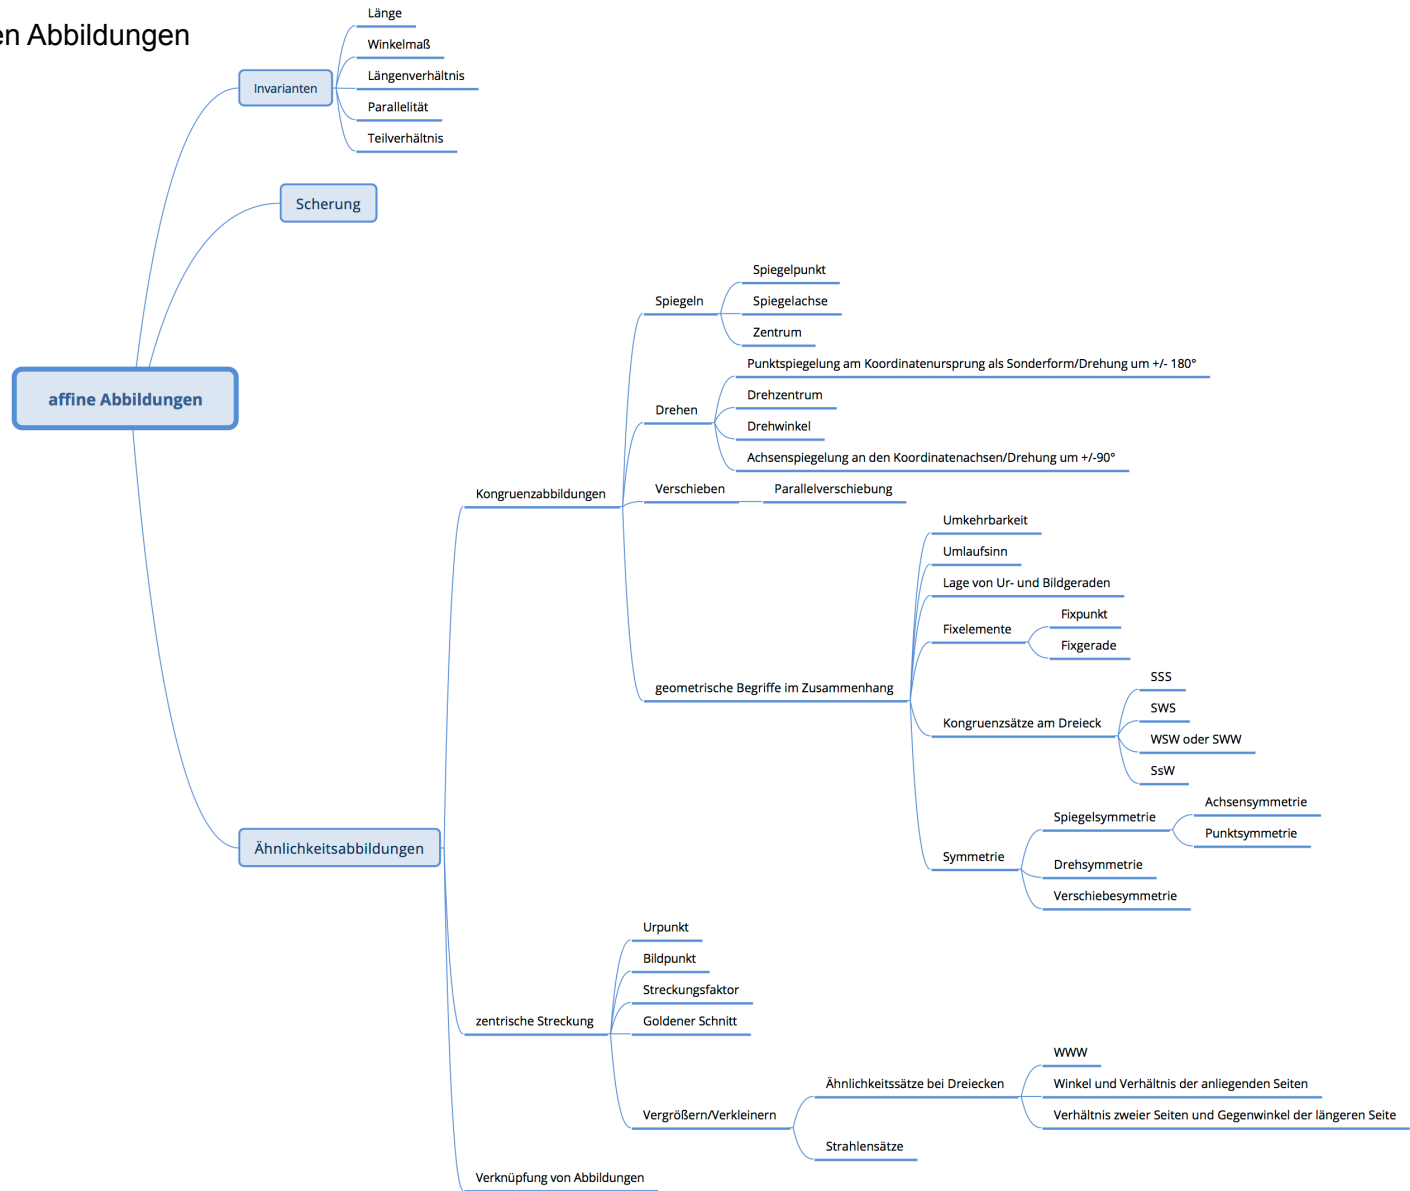 en Abbildungen
affine Abbildungen
Invarianten
Länge
Winkelmaß
Längenverhältnis
Parallelität
Teilverhältnis
Scherung
Ähnlichkeitsabbildungen
Kongruenzabbildungen
Spiegeln
Spiegelpunkt
Spiegelachse
Zentrum
Drehen
Punktspiegelung am Koordinatenursprung als Sonderform/Drehung um +/- 180°
Drehzentrum
Drehwinkel
Achsenspiegelung an den Koordinatenachsen/Drehung um +/-90°
Verschieben
Parallelverschiebung
geometrische Begriffe im Zusammenhang
Umkehrbarkeit
Umlaufsinn
Lage von Ur- und Bildgeraden
Fixelemente
Fixpunkt
Fixgerade
Kongruenzsätze am Dreieck
SSS
SWS
WSW oder SWW
SsW
Symmetrie
Spiegelsymmetrie
Achsensymmetrie
Punktsymmetrie
Drehsymmetrie
Verschiebesymmetrie
zentrische Streckung
Urpunkt
Bildpunkt
Streckungsfaktor
Goldener Schnitt
Vergrößern/Verkleinern
Ähnlichkeitssätze bei Dreiecken
WWW
Winkel und Verhältnis der anliegenden Seiten
Verhältnis zweier Seiten und Gegenwinkel der längeren Seite
Strahlensätze
Verknüpfung von Abbildungen